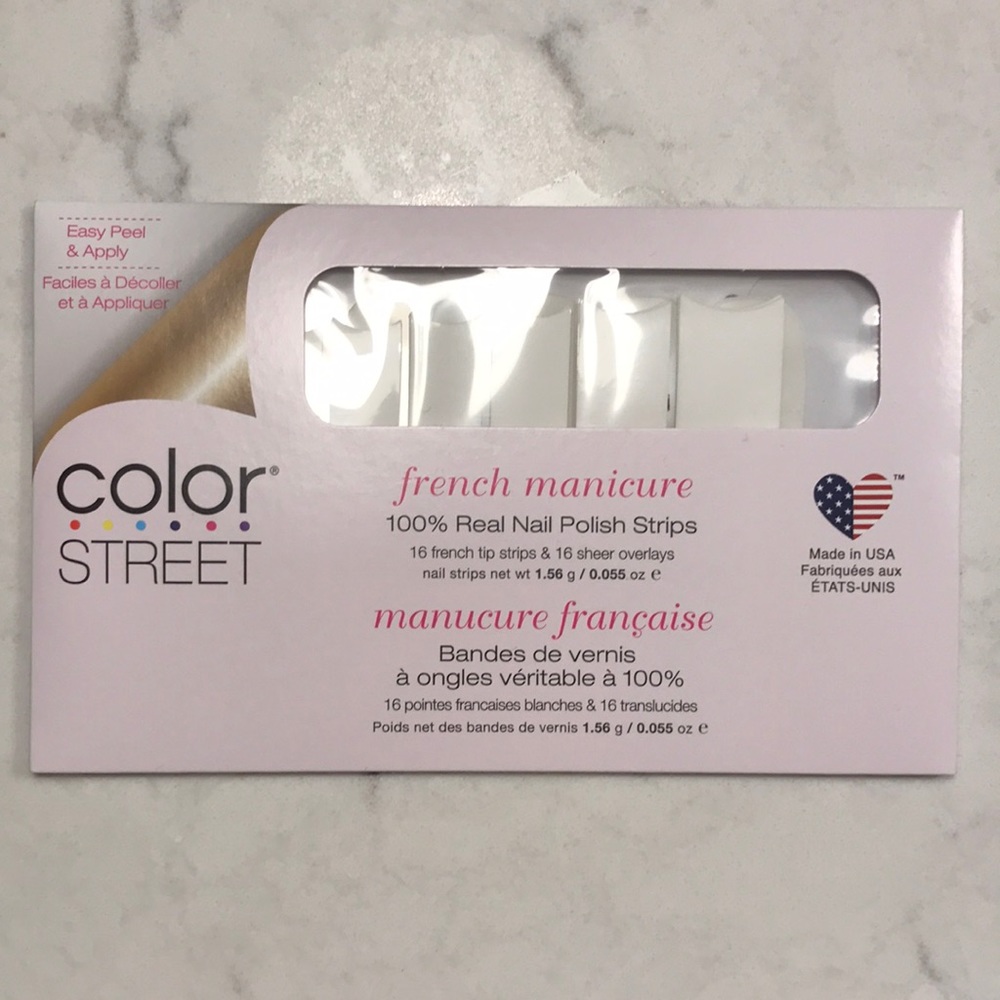 Easy Peel
& Apply
Faciles à Décoller
et à Appliquer
color®
STREET
french manicure
100% Real Nail Polish Strips
16 french tip strips & 16 sheer overlays
nail strips net wt 1.56 g / 0.055 oz e
manucure française
Bandes de vernis
à ongles véritable à 100%
16 pointes francaises blanches & 16 translucides
Poids net des bandes de vernis 1.56 g / 0.055 oz e
TM
Made in USA
Fabriquées aux
ÉTATS-UNIS